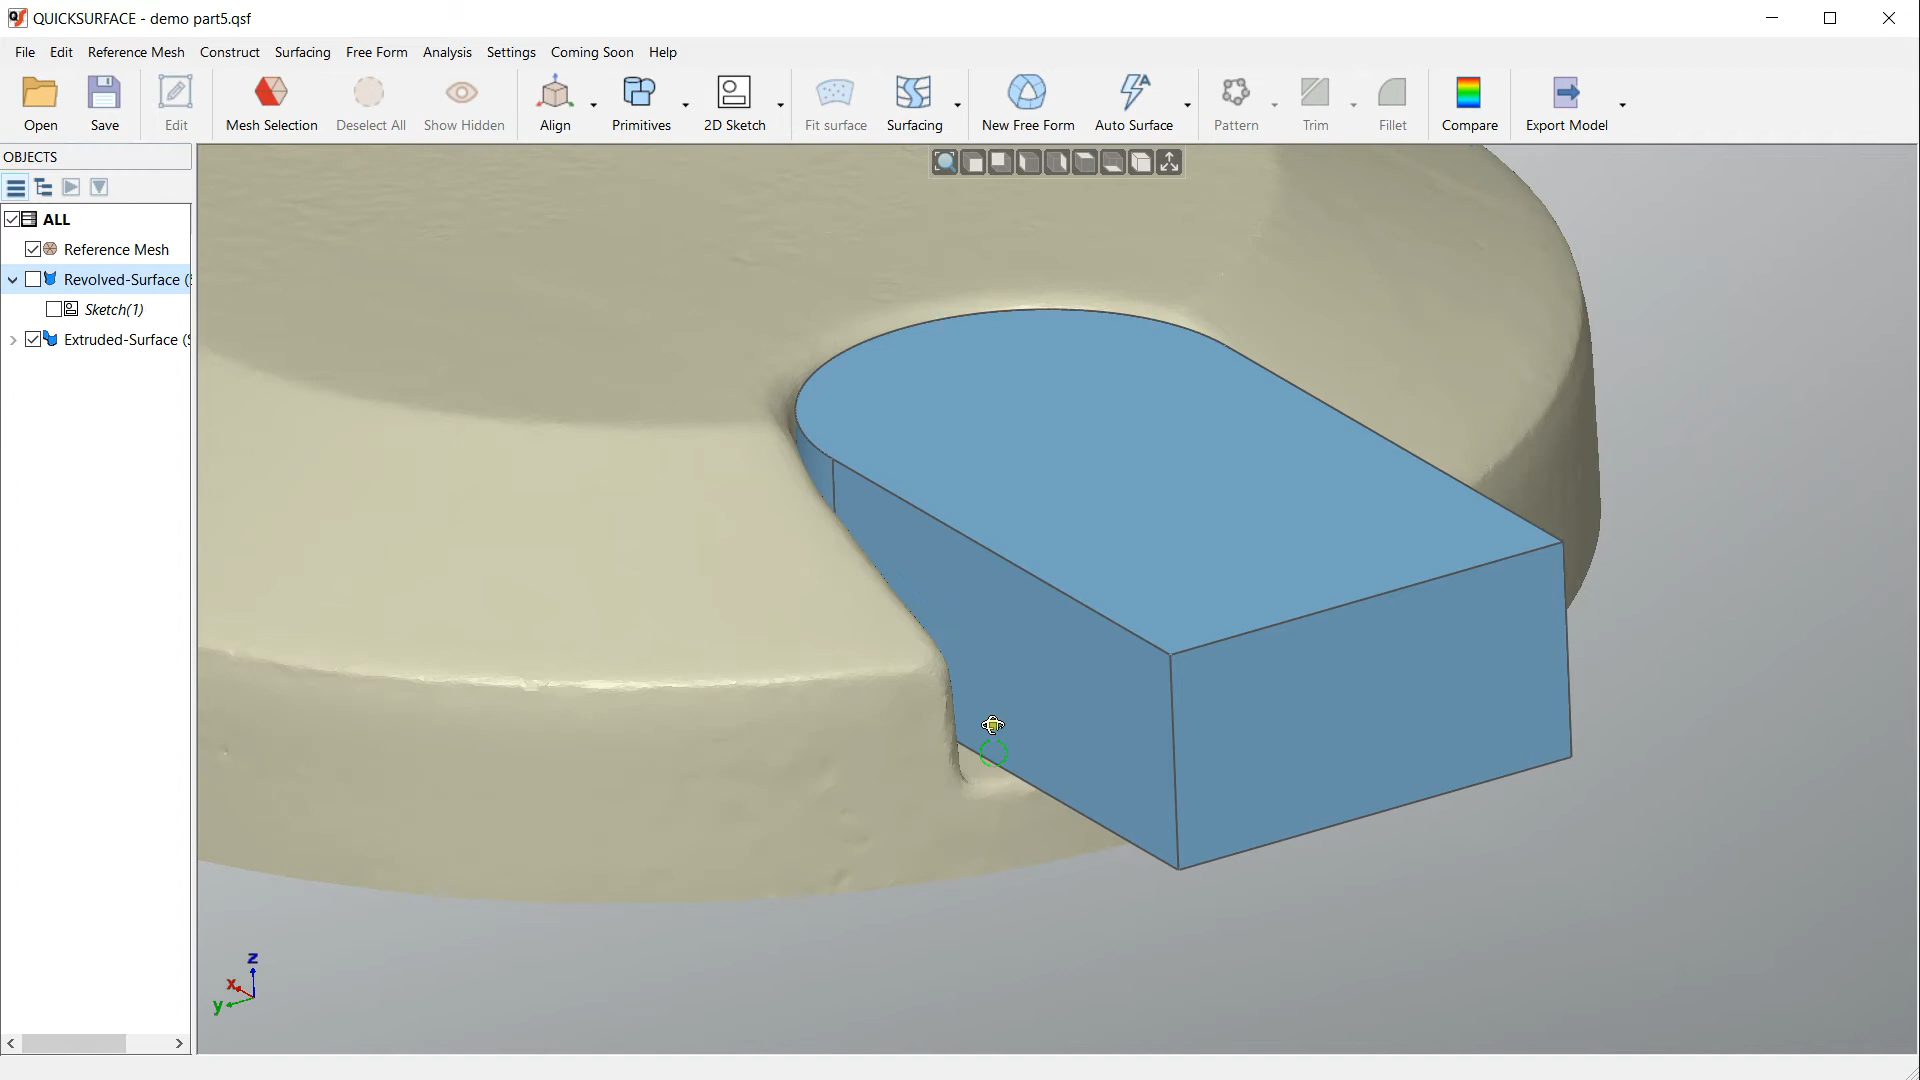 QUICKSURFACE - demo part5.qsf
File Edit Reference Mesh Construct Surfacing Free Form Analysis Settings Coming Soon Help
Open Save Edit Mesh Selection Deselect All Show Hidden Align Primitives 2D Sketch Fit surface Surfacing New Free Form Auto Surface Pattern Trim Fillet Compare Export Model
OBJECTS
ALL
Reference Mesh
Revolved-Surface (
Sketch(1)
Extruded-Surface (
z
x
y